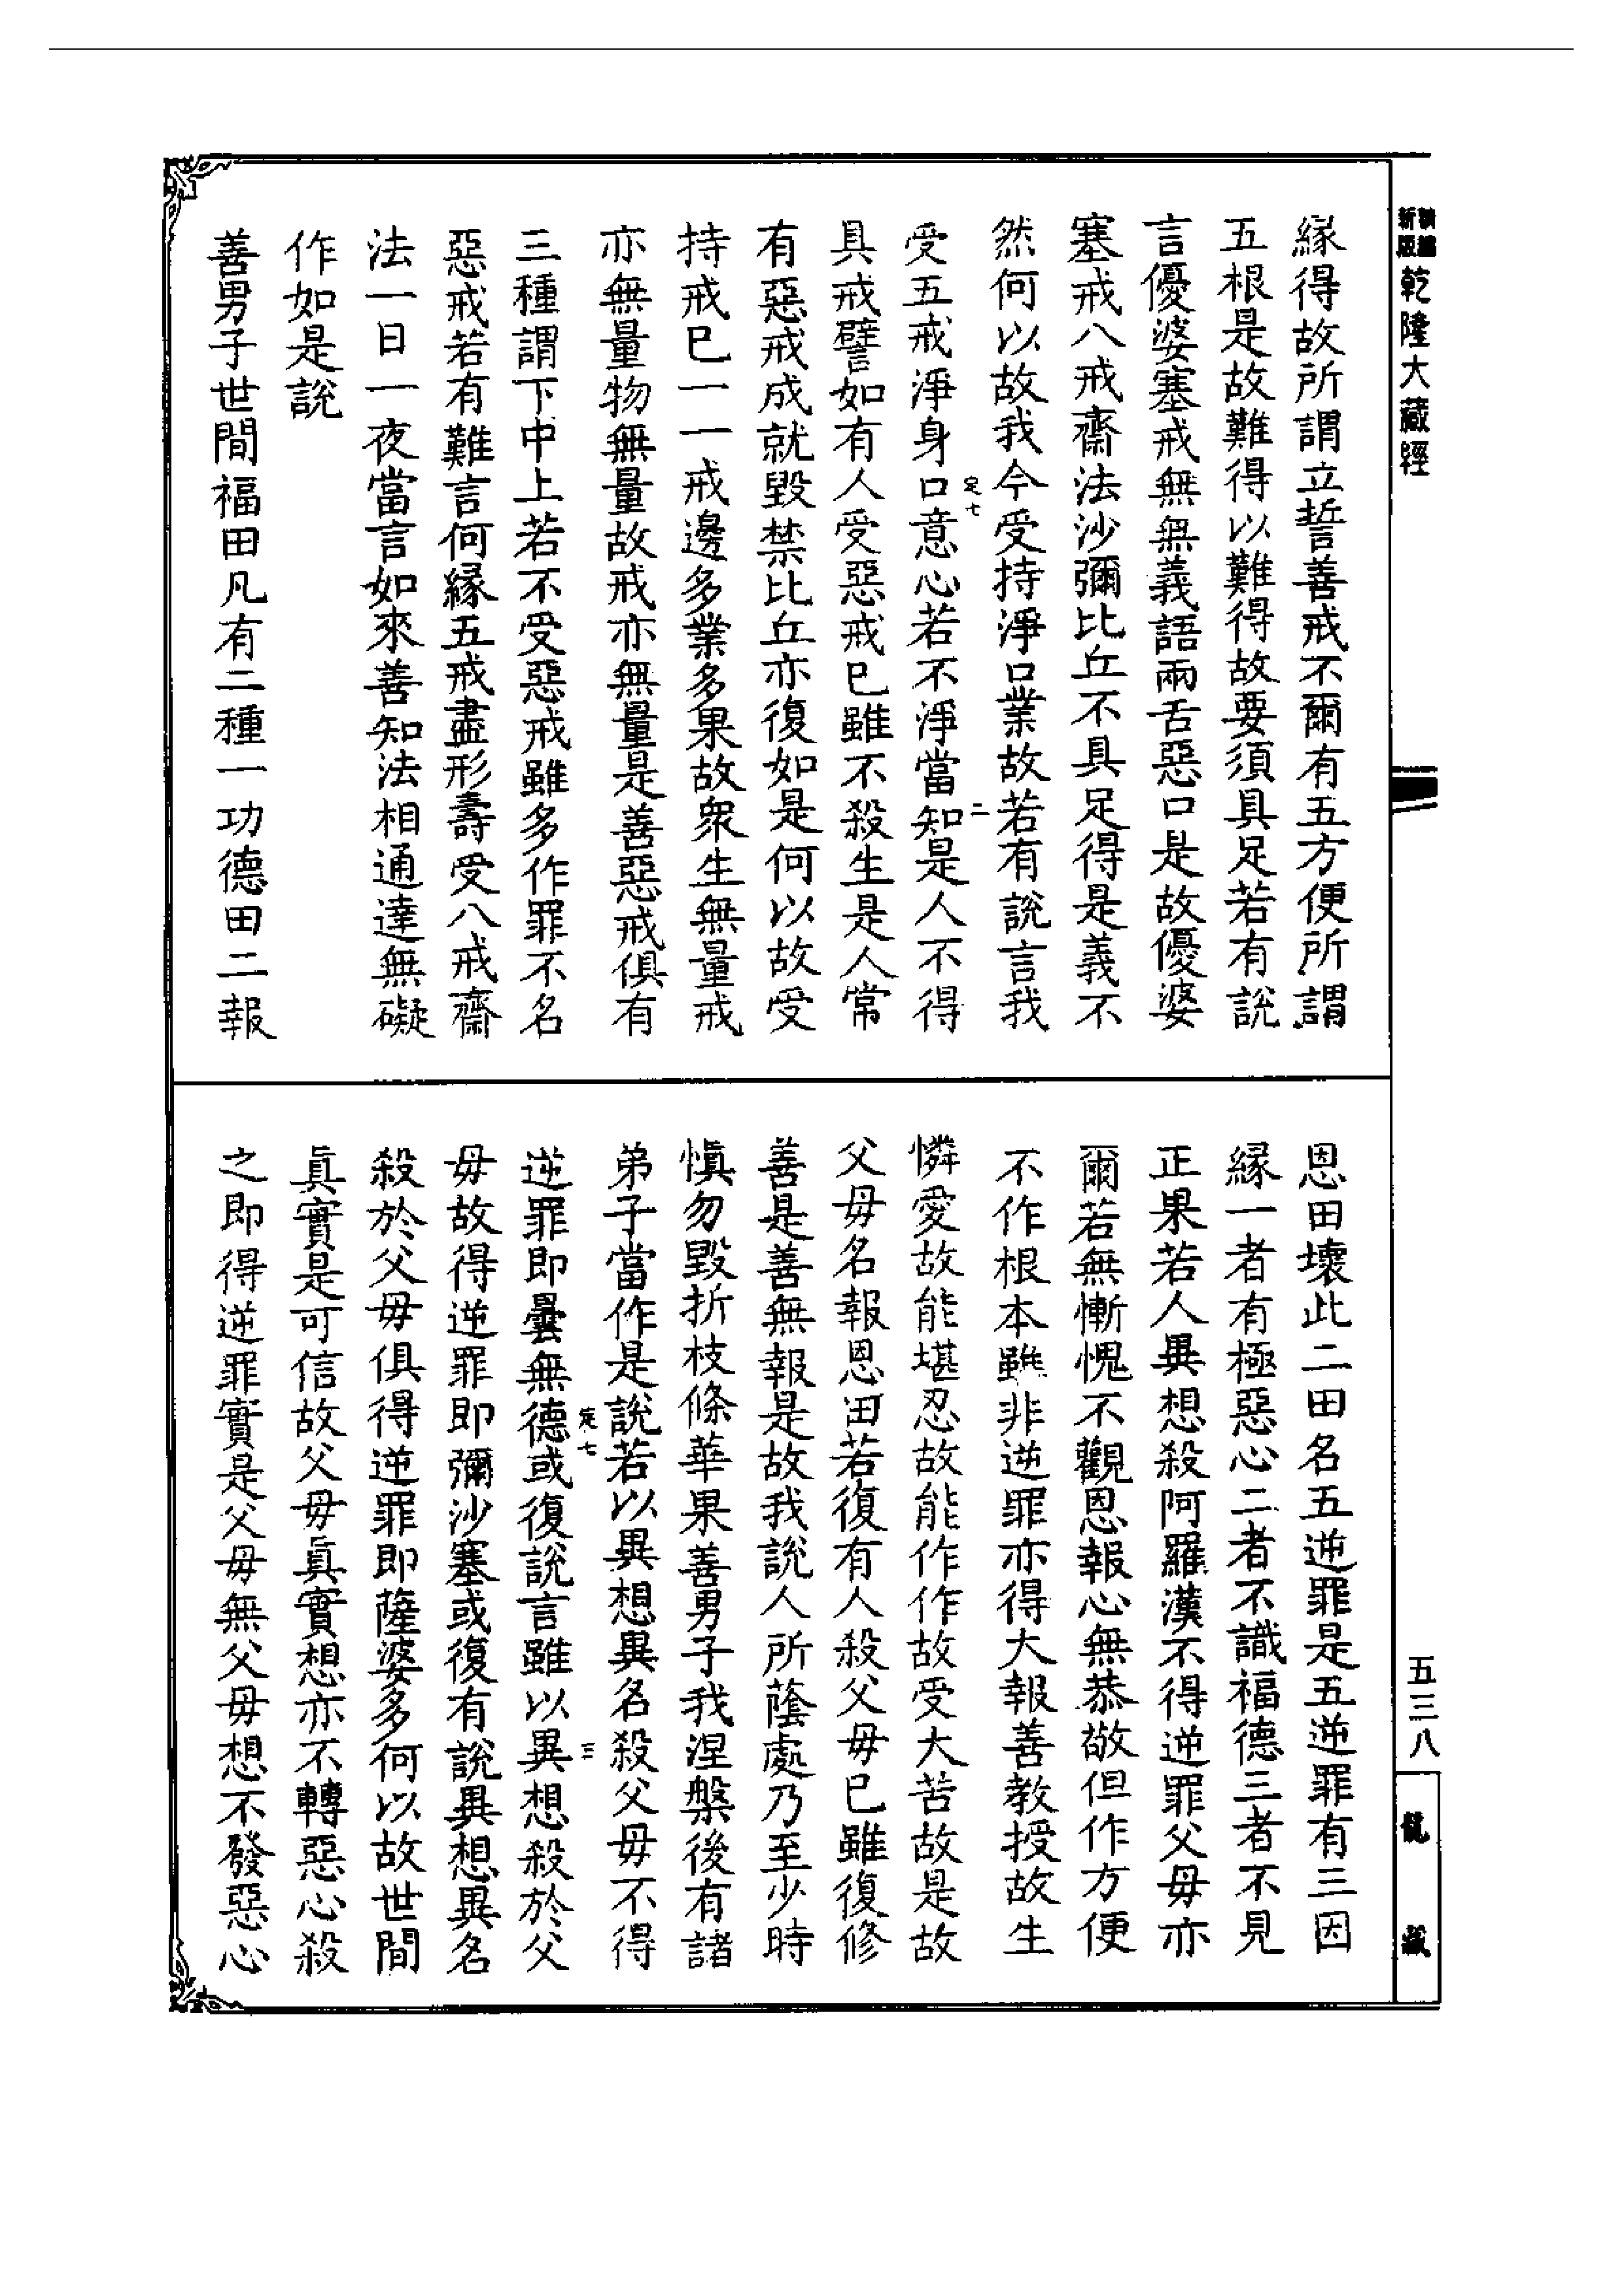 新編
新版
乾隆大藏經
緣得故所謂立誓善戒不爾有五方便所謂
五根是故難得以難得故要須具足若有說
言優婆塞戒無無義語兩舌惡口是故優婆
塞戒八戒齋法沙彌比丘不具足得是義不
然何以故我今受持淨口業故若有說言我
定七
二
受五戒淨身口意心若不淨當知是人不得
具戒譬如有人受惡戒已雖不殺生是人常
有惡戒成就毀禁比丘亦復如是何以故受
持戒已一一戒邊多業多果故衆生無量戒
亦無量物無量故戒亦無量是善惡戒俱有
三種謂下中上若不受惡戒雖多作罪不名
惡戒若有難言何緣五戒盡形壽受八戒齋
法一日一夜當言如來善知法相通達無礙
作如是說
善男子世間福田凡有二種一功德田二報
恩田壞此二田名五逆罪是五逆罪有三因
緣一者有極惡心二者不識福德三者不見
正果若人異想殺阿羅漢不得逆罪父毋亦
爾若無慚愧不觀恩報心無恭敬但作方便
不作根本雖非逆罪亦得大報善教授故生
憐愛故能堪忍故能作作故受大苦故是故
父毋名報恩田若復有人殺父毋已雖復修
善是善無報是故我說人所蔭處乃至少時
慎勿毀折枝條華果善男子我涅槃後有諸
弟子當作是說若以異想異名殺父毋不得
定七
三
逆罪即曇無德或復說言雖以異想殺於父
毋故得逆罪即彌沙塞或復有說異想異名
殺於父毋俱得逆罪即薩婆多何以故世間
眞實是可信故父毋眞實想亦不轉惡心殺
之即得逆罪實是父毋無父毋想不發惡心
五三八
龍藏